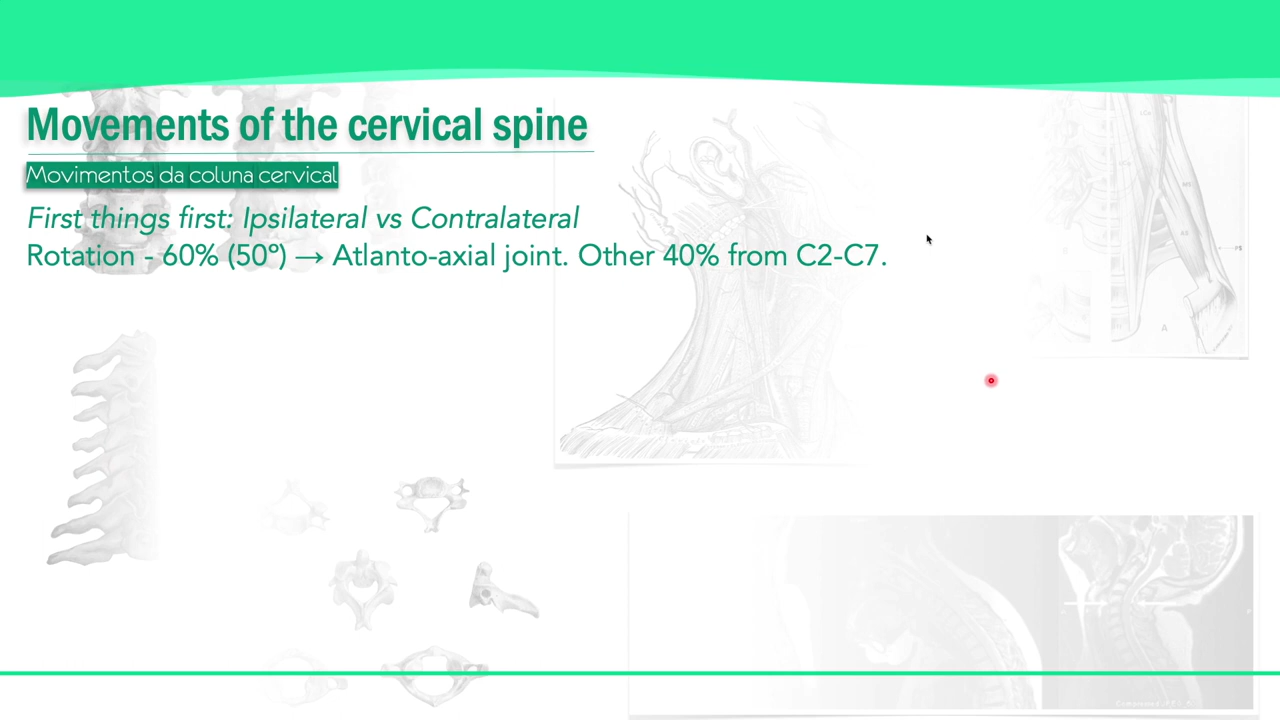 Movements of the cervical spine
Movimentos da coluna cervical
First things first: Ipsilateral vs Contralateral
Rotation - 60% (50º) → Atlanto-axial joint. Other 40% from C2-C7.
A